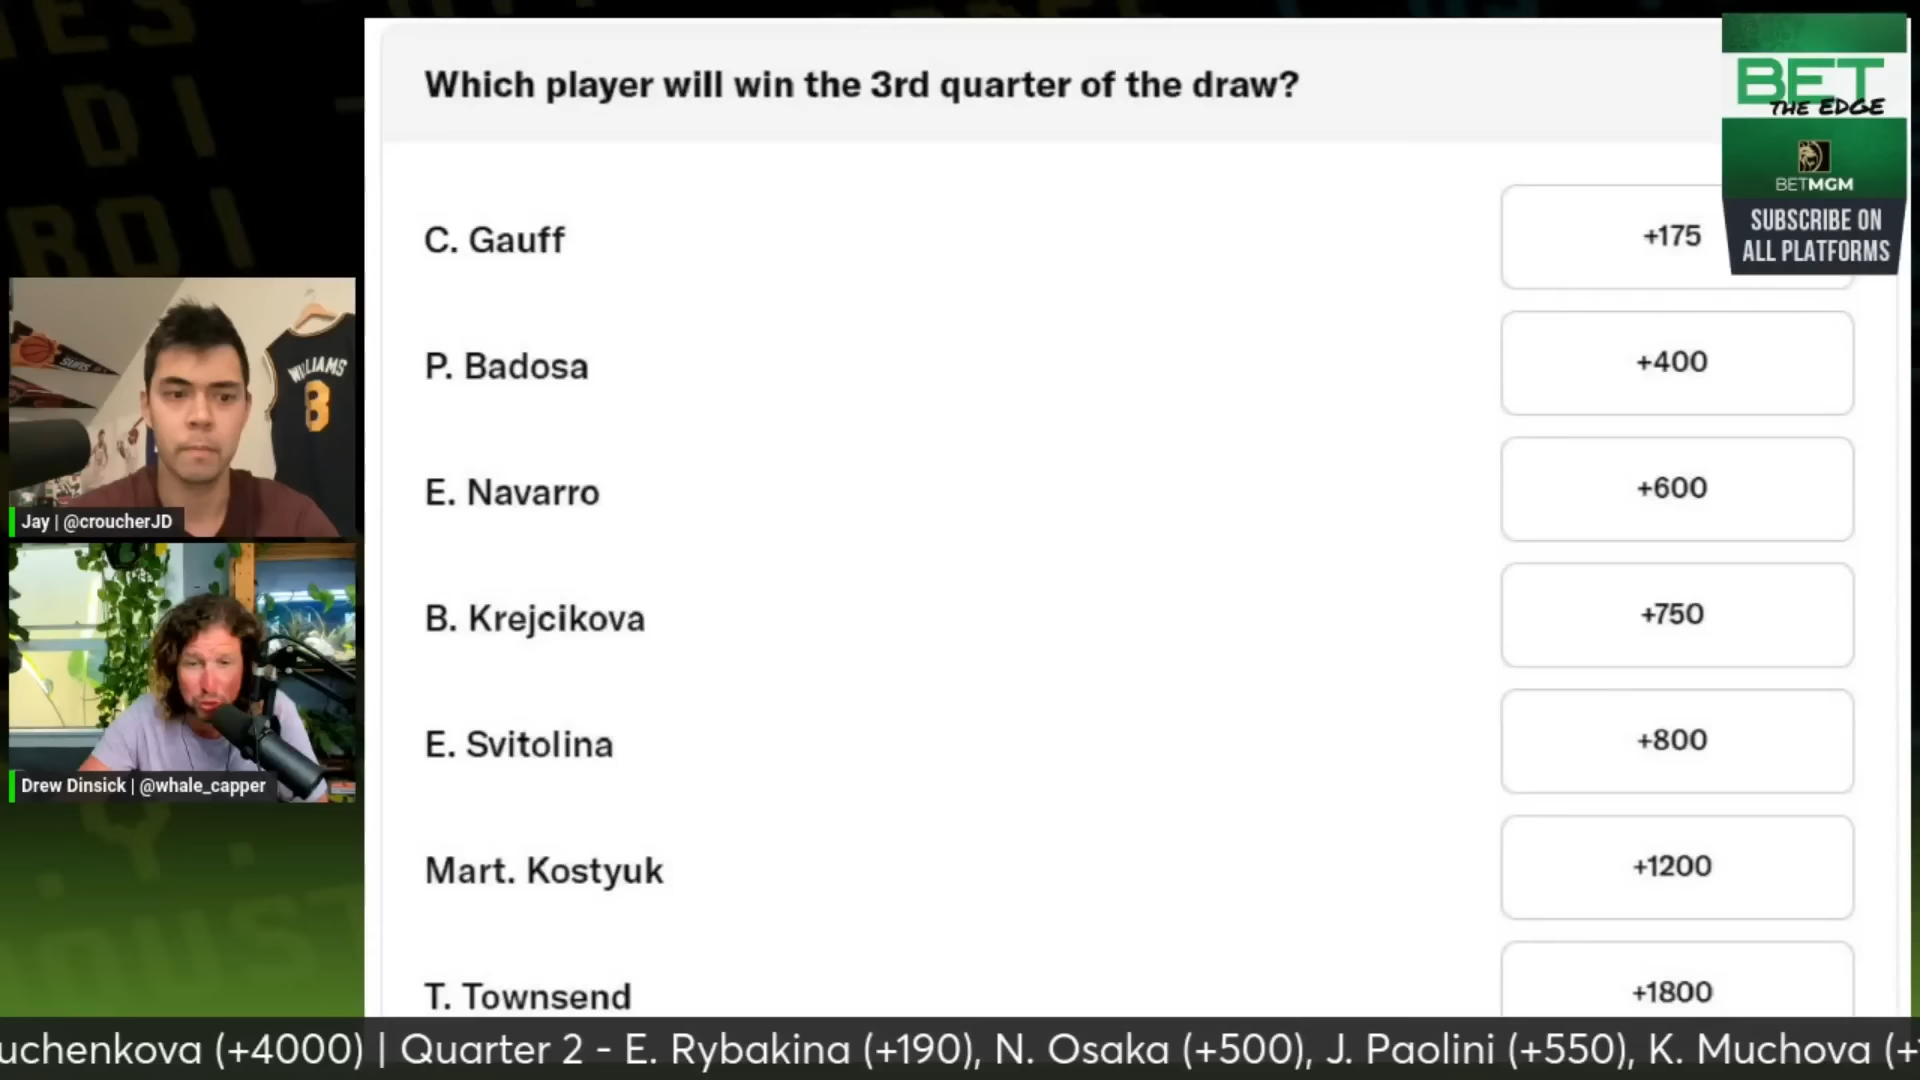 Which player will win the 3rd quarter of the draw?
BET
THE EDGE
BETMGM
SUBSCRIBE ON
ALL PLATFORMS
C. Gauff
+175
P. Badosa
+400
E. Navarro
+600
B. Krejcikova
+750
E. Svitolina
+800
Mart. Kostyuk
+1200
T. Townsend
+1800
SUNS
WILLIAMS
8
Jay | @croucherJD
Drew Dinsick | @whale_capper
uchenkova (+4000) | Quarter 2 - E. Rybakina (+190), N. Osaka (+500), J. Paolini (+550), K. Muchova (+